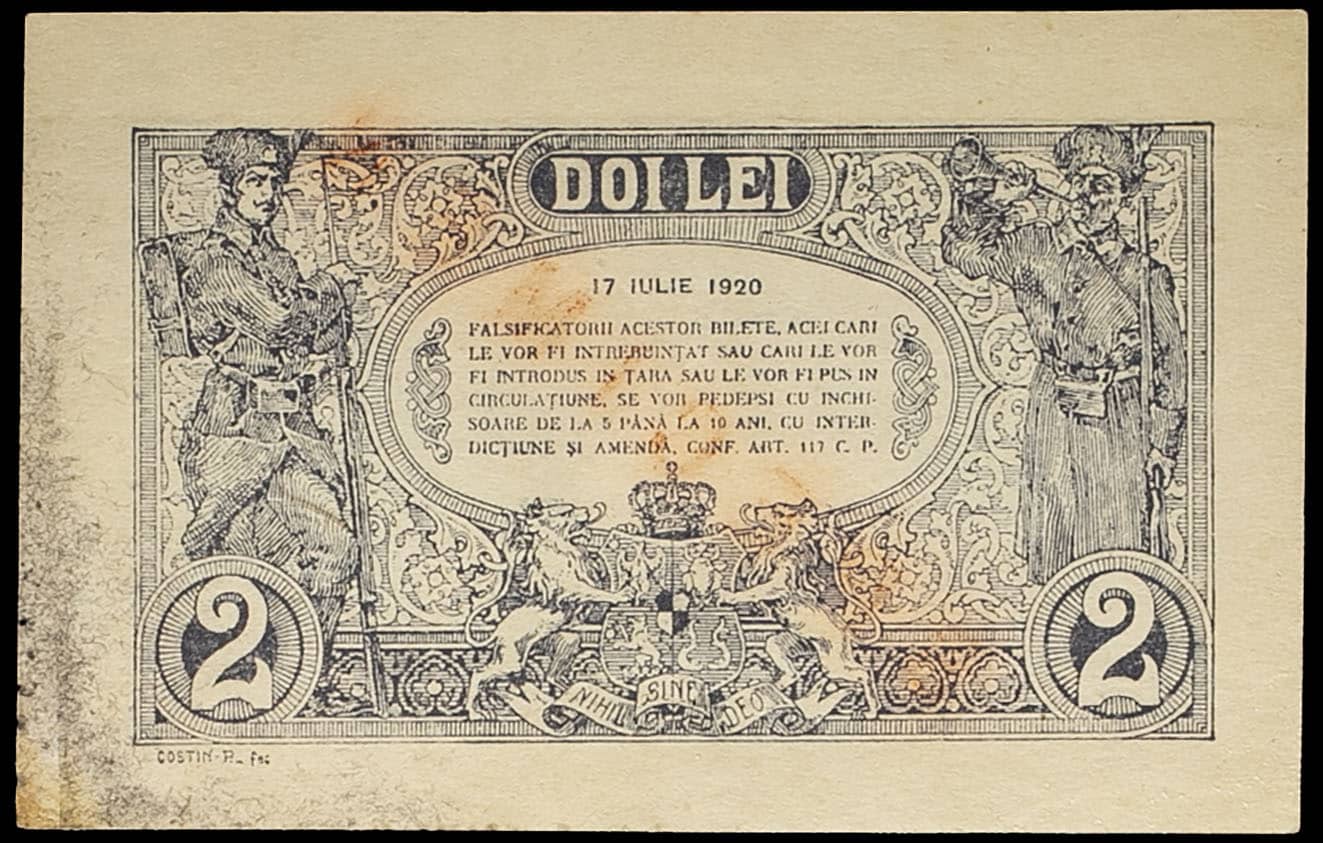 DOI LEI
17 IULIE 1920
FALSIFICATORII ACESTOR BILETE, ACEI CARI
LE VOR FI INTREBUINȚAT SAU CARI LE VOR
FI INTRODUS IN ȚARA SAU LE VOR FI PUS IN
CIRCULAȚIUNE, SE VOR PEDEPSI CU INCHI-
SOARE DE LA 5 PÂNĂ LA 10 ANI, CU INTER-
DICȚIUNE ȘI AMENDĂ, CONF. ART. 117 C. P.
2 2
NIHIL SINE DEO
COSTIN-P. fec